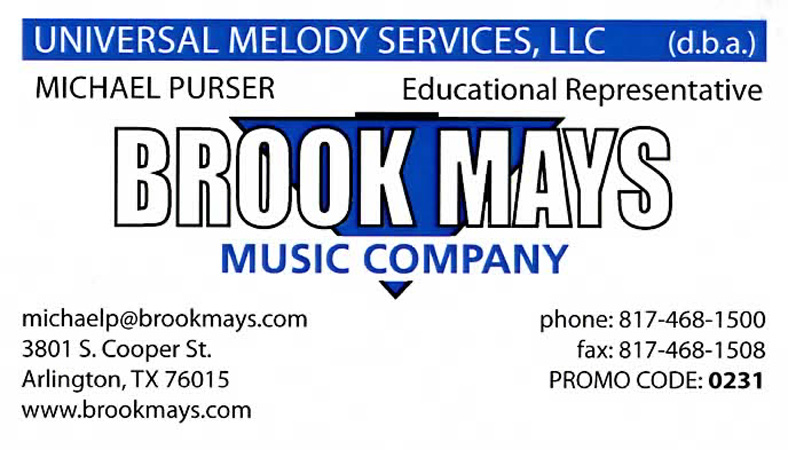 UNIVERSAL MELODY SERVICES, LLC (d.b.a.)
MICHAEL PURSER Educational Representative
BROOK MAYS
MUSIC COMPANY
michaelp@brookmays.com
3801 S. Cooper St.
Arlington, TX 76015
www.brookmays.com
phone: 817-468-1500
fax: 817-468-1508
PROMO CODE: 0231